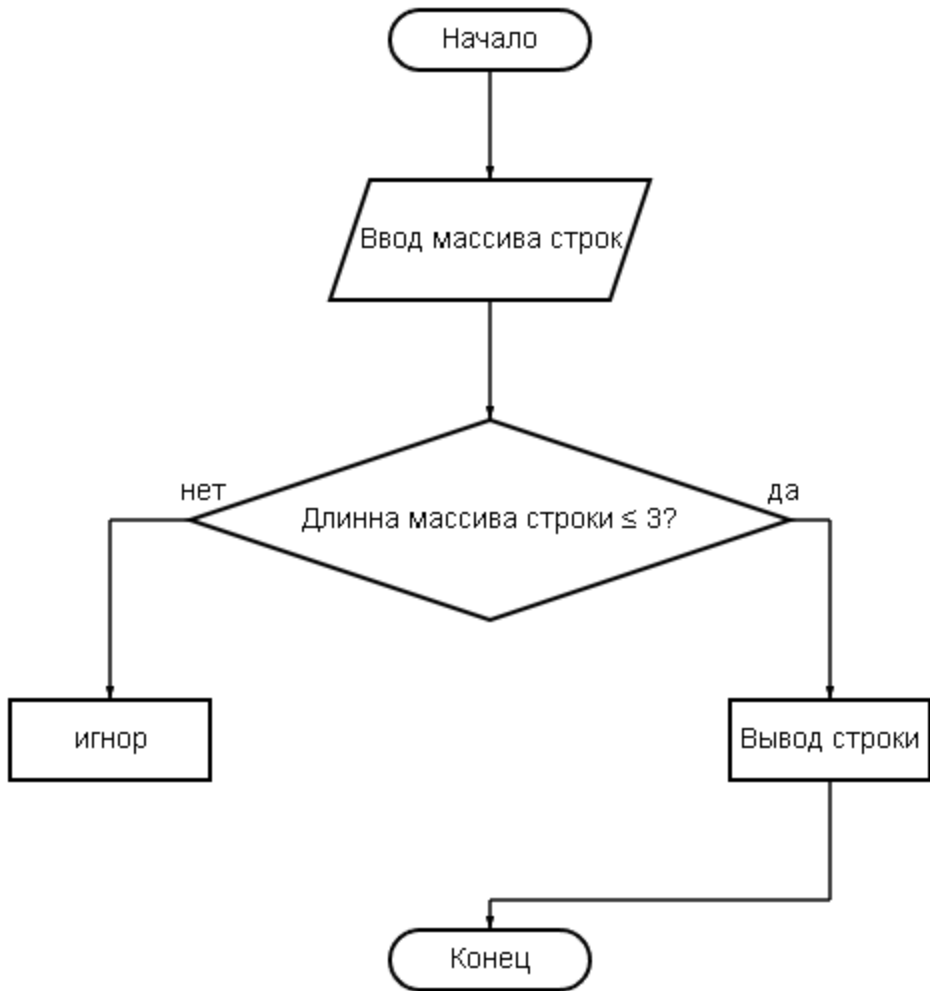 Начало
Ввод массива строк
нет
да
Длинна массива строки ≤ 3?
игнор
Вывод строки
Конец